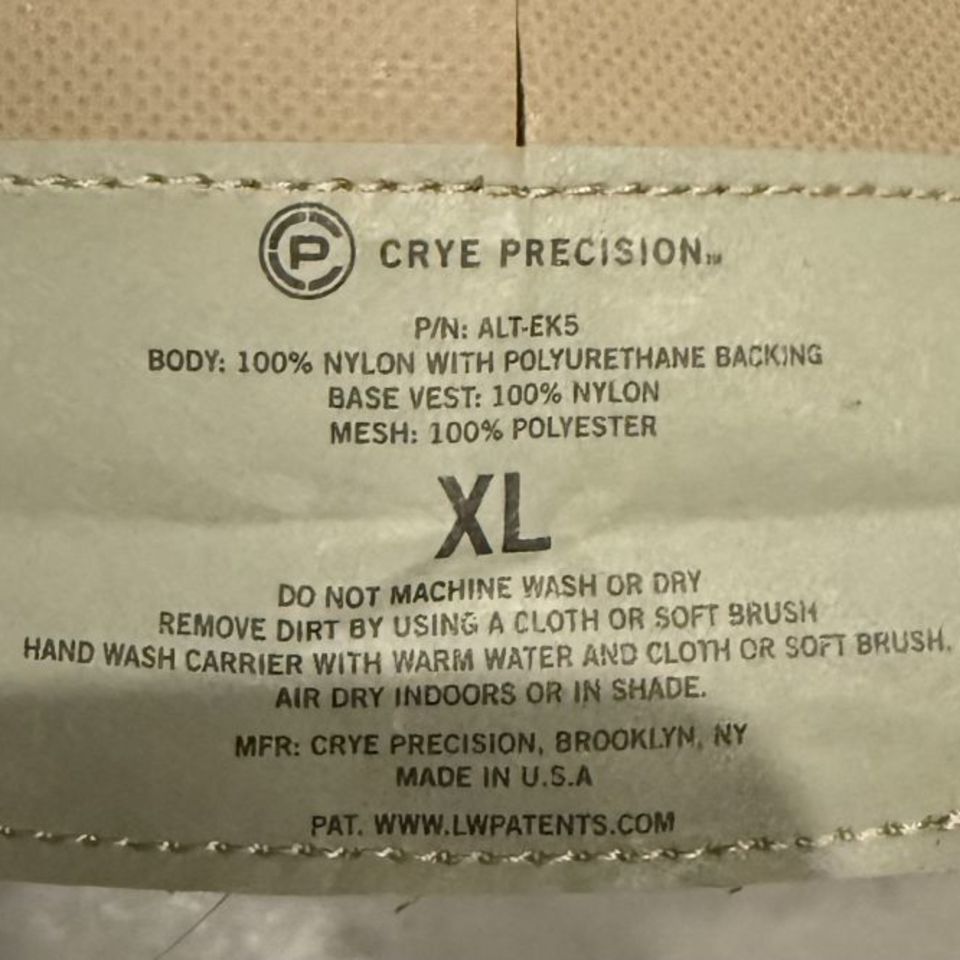 CP CRYE PRECISION™
P/N: ALT-EK5
BODY: 100% NYLON WITH POLYURETHANE BACKING
BASE VEST: 100% NYLON
MESH: 100% POLYESTER
XL
DO NOT MACHINE WASH OR DRY
REMOVE DIRT BY USING A CLOTH OR SOFT BRUSH
HAND WASH CARRIER WITH WARM WATER AND CLOTH OR SOFT BRUSH.
AIR DRY INDOORS OR IN SHADE.
MFR: CRYE PRECISION, BROOKLYN, NY
MADE IN U.S.A
PAT. WWW.LWPATENTS.COM